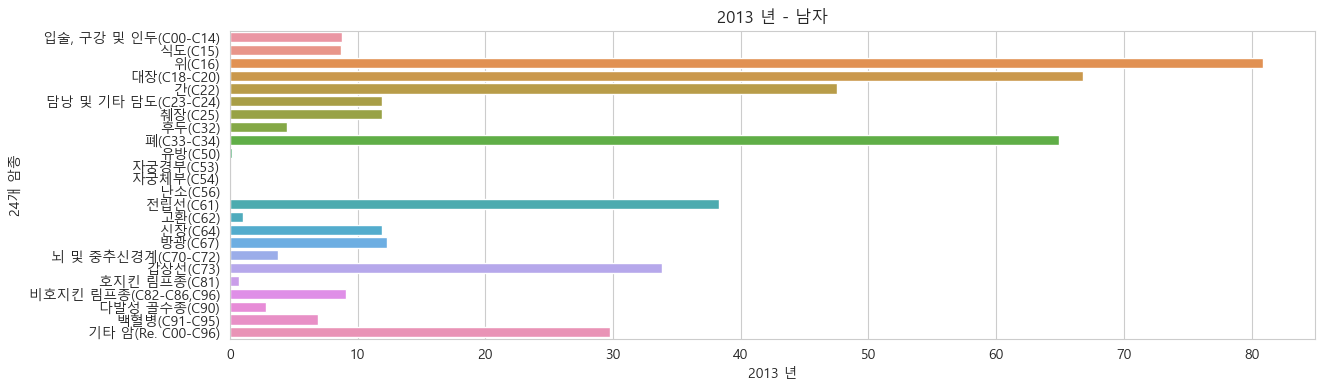 2013 년 - 남자
입술, 구강 및 인두(C00-C14)
식도(C15)
위(C16)
대장(C18-C20)
간(C22)
담낭 및 기타 담도(C23-C24)
췌장(C25)
후두(C32)
폐(C33-C34)
유방(C50)
자궁경부(C53)
자궁체부(C54)
난소(C56)
전립선(C61)
고환(C62)
신장(C64)
방광(C67)
뇌 및 중추신경계(C70-C72)
갑상선(C73)
호지킨 림프종(C81)
비호지킨 림프종(C82-C86,C96)
다발성 골수종(C90)
백혈병(C91-C95)
기타 암(Re. C00-C96)
24개 암종
0 10 20 30 40 50 60 70 80
2013 년